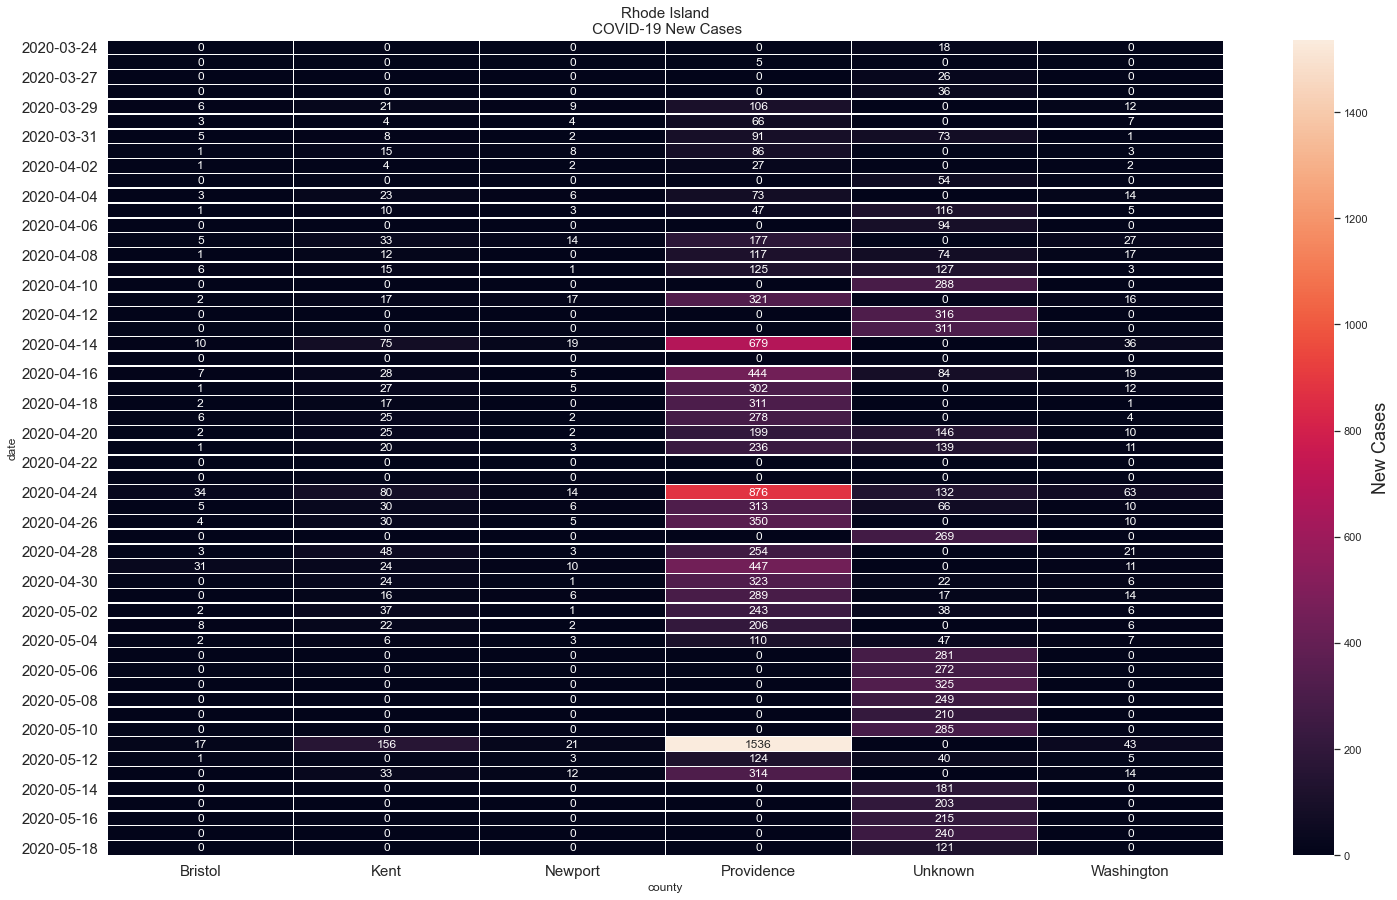 Rhode Island
COVID-19 New Cases
2020-03-24 0 0 0 0 18 0
0 0 0 5 0 0
2020-03-27 0 0 0 0 26 0
0 0 0 0 36 0
2020-03-29 6 21 9 106 0 12
3 4 4 66 0 7
2020-03-31 5 8 2 91 73 1
1 15 8 86 0 3
2020-04-02 1 4 2 27 0 2
0 0 0 0 54 0
2020-04-04 3 23 6 73 0 14
1 10 3 47 116 5
2020-04-06 0 0 0 0 94 0
5 33 14 177 0 27
2020-04-08 1 12 0 117 74 17
6 15 1 125 127 3
2020-04-10 0 0 0 0 288 0
2 17 17 321 0 16
2020-04-12 0 0 0 0 316 0
0 0 0 0 311 0
2020-04-14 10 75 19 679 0 36
0 0 0 0 0 0
2020-04-16 7 28 5 444 84 19
1 27 5 302 0 12
2020-04-18 2 17 0 311 0 1
6 25 2 278 0 4
2020-04-20 2 25 2 199 146 10
1 20 3 236 139 11
2020-04-22 0 0 0 0 0 0
0 0 0 0 0 0
2020-04-24 34 80 14 876 132 63
5 30 6 313 66 10
2020-04-26 4 30 5 350 0 10
0 0 0 0 269 0
2020-04-28 3 48 3 254 0 21
31 24 10 447 0 11
2020-04-30 0 24 1 323 22 6
0 16 6 289 17 14
2020-05-02 2 37 1 243 38 6
8 22 2 206 0 6
2020-05-04 2 6 3 110 47 7
0 0 0 0 281 0
2020-05-06 0 0 0 0 272 0
0 0 0 0 325 0
2020-05-08 0 0 0 0 249 0
0 0 0 0 210 0
2020-05-10 0 0 0 0 285 0
17 156 21 1536 0 43
2020-05-12 1 0 3 124 40 5
0 33 12 314 0 14
2020-05-14 0 0 0 0 181 0
0 0 0 0 203 0
2020-05-16 0 0 0 0 215 0
0 0 0 0 240 0
2020-05-18 0 0 0 0 121 0
Bristol Kent Newport Providence Unknown Washington
county
date
1400
1200
1000
800
600
400
200
0
New Cases